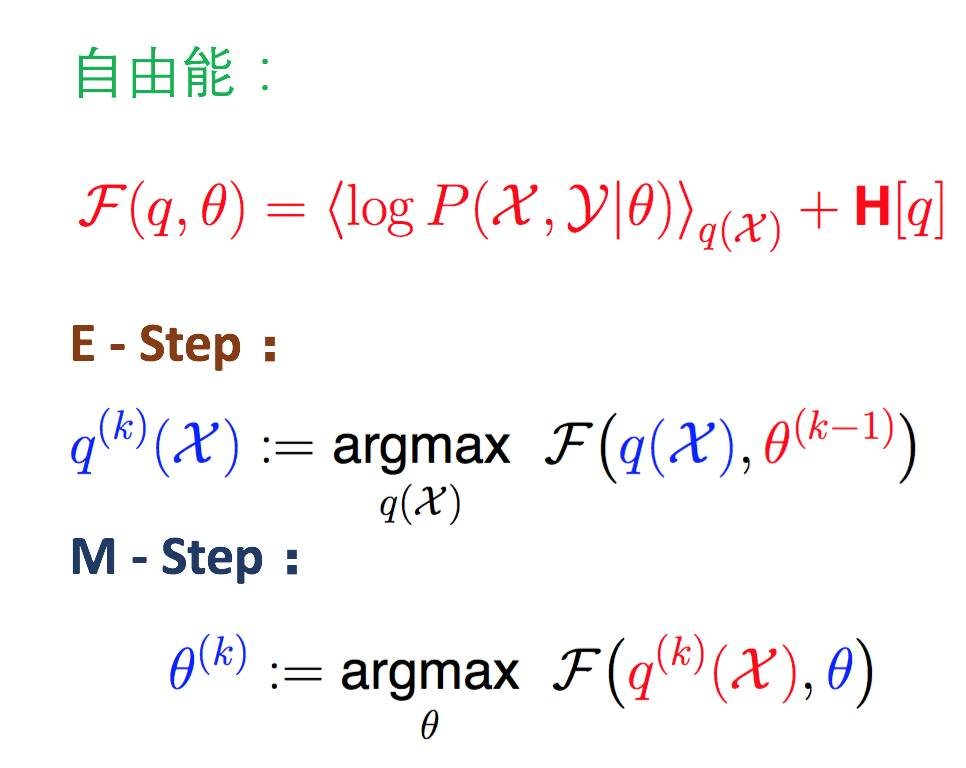 自由能：
ℱ(q, θ) = ⟨log P(𝒳, 𝒴|θ)⟩_{q(𝒳)} + H[q]
E - Step：
q^{(k)}(𝒳) := argmax_{q(𝒳)} ℱ(q(𝒳), θ^{(k−1)})
M - Step：
θ^{(k)} := argmax_{θ} ℱ(q^{(k)}(𝒳), θ)